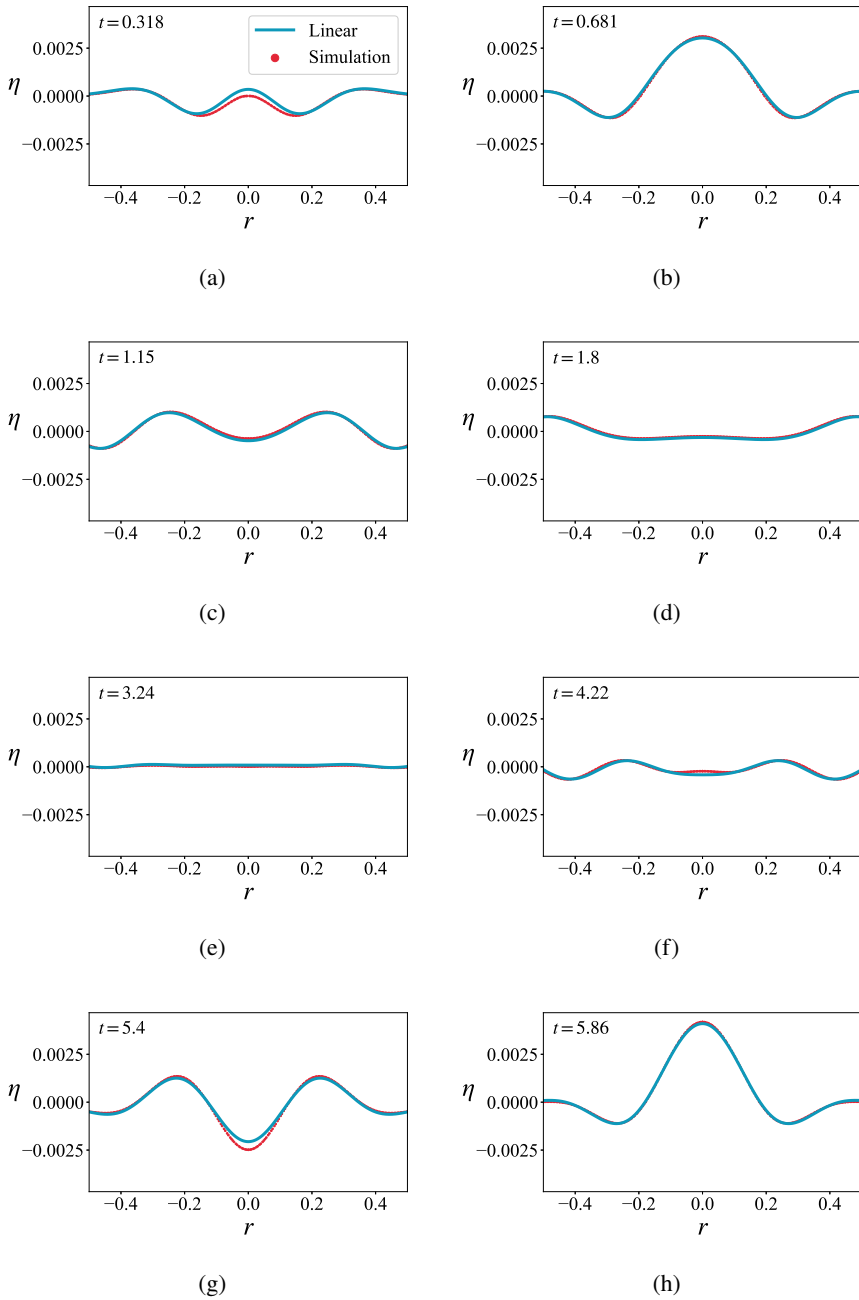 t=0.318
Linear
Simulation
0.0025
0.0000
−0.0025
η
−0.4 −0.2 0.0 0.2 0.4
r
(a)
t=0.681
0.0025
0.0000
−0.0025
η
−0.4 −0.2 0.0 0.2 0.4
r
(b)
t=1.15
0.0025
0.0000
−0.0025
η
−0.4 −0.2 0.0 0.2 0.4
r
(c)
t=1.8
0.0025
0.0000
−0.0025
η
−0.4 −0.2 0.0 0.2 0.4
r
(d)
t=3.24
0.0025
0.0000
−0.0025
η
−0.4 −0.2 0.0 0.2 0.4
r
(e)
t=4.22
0.0025
0.0000
−0.0025
η
−0.4 −0.2 0.0 0.2 0.4
r
(f)
t=5.4
0.0025
0.0000
−0.0025
η
−0.4 −0.2 0.0 0.2 0.4
r
(g)
t=5.86
0.0025
0.0000
−0.0025
η
−0.4 −0.2 0.0 0.2 0.4
r
(h)